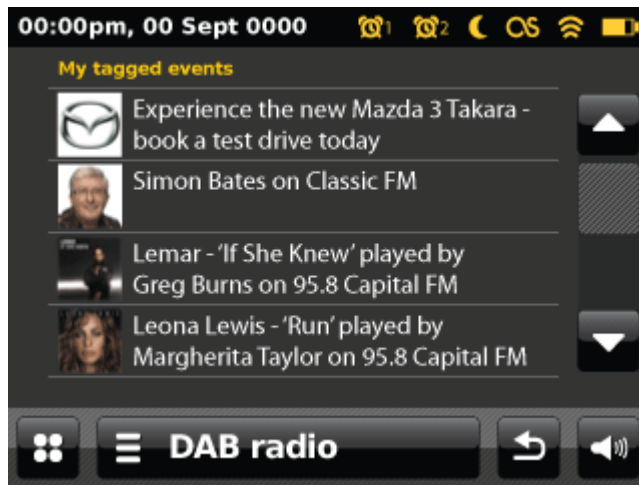 00:00pm, 00 Sept 0000 1 2
My tagged events
Experience the new Mazda 3 Takara -
book a test drive today
Simon Bates on Classic FM
Lemar - ‘If She Knew’ played by
Greg Burns on 95.8 Capital FM
Leona Lewis - ‘Run’ played by
Margherita Taylor on 95.8 Capital FM
DAB radio